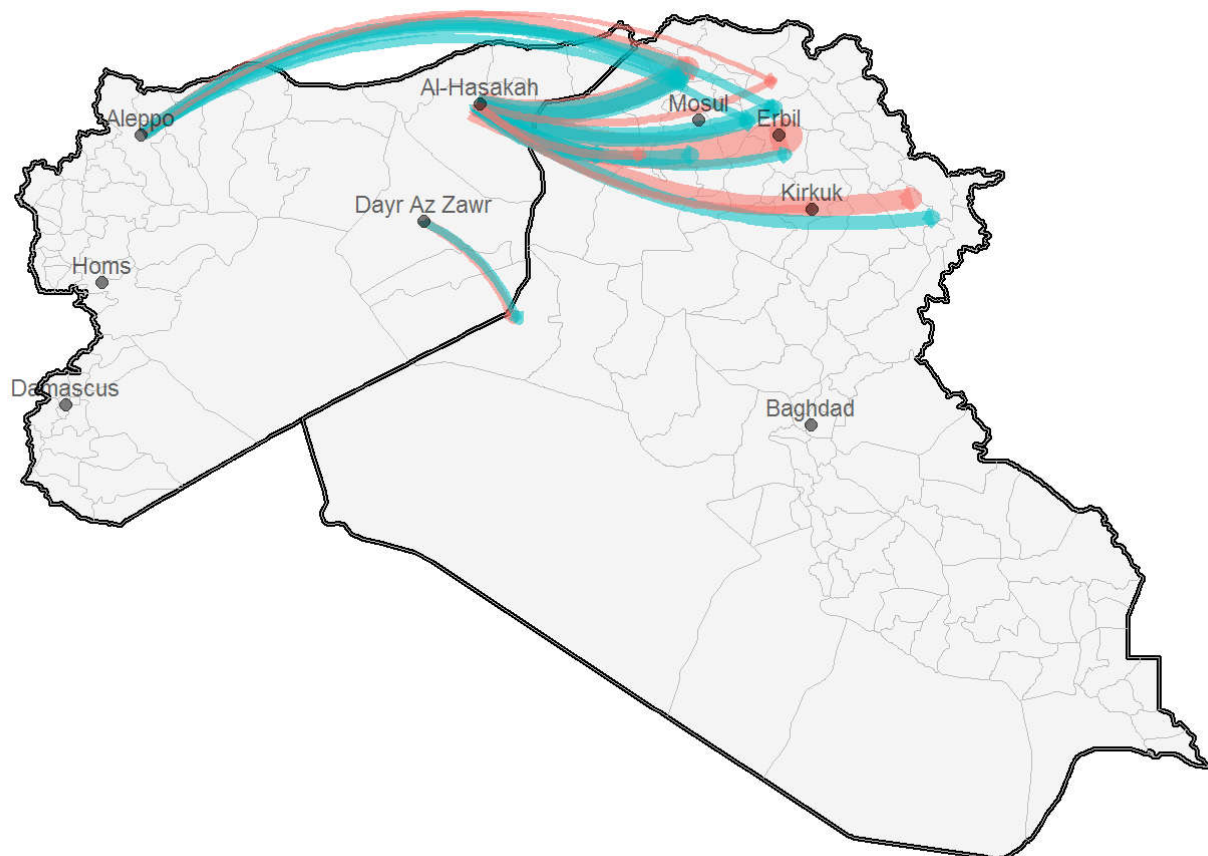 Al-Hasakah
Aleppo
Mosul
Erbil
Dayr Az Zawr
Kirkuk
Homs
Damascus
Baghdad